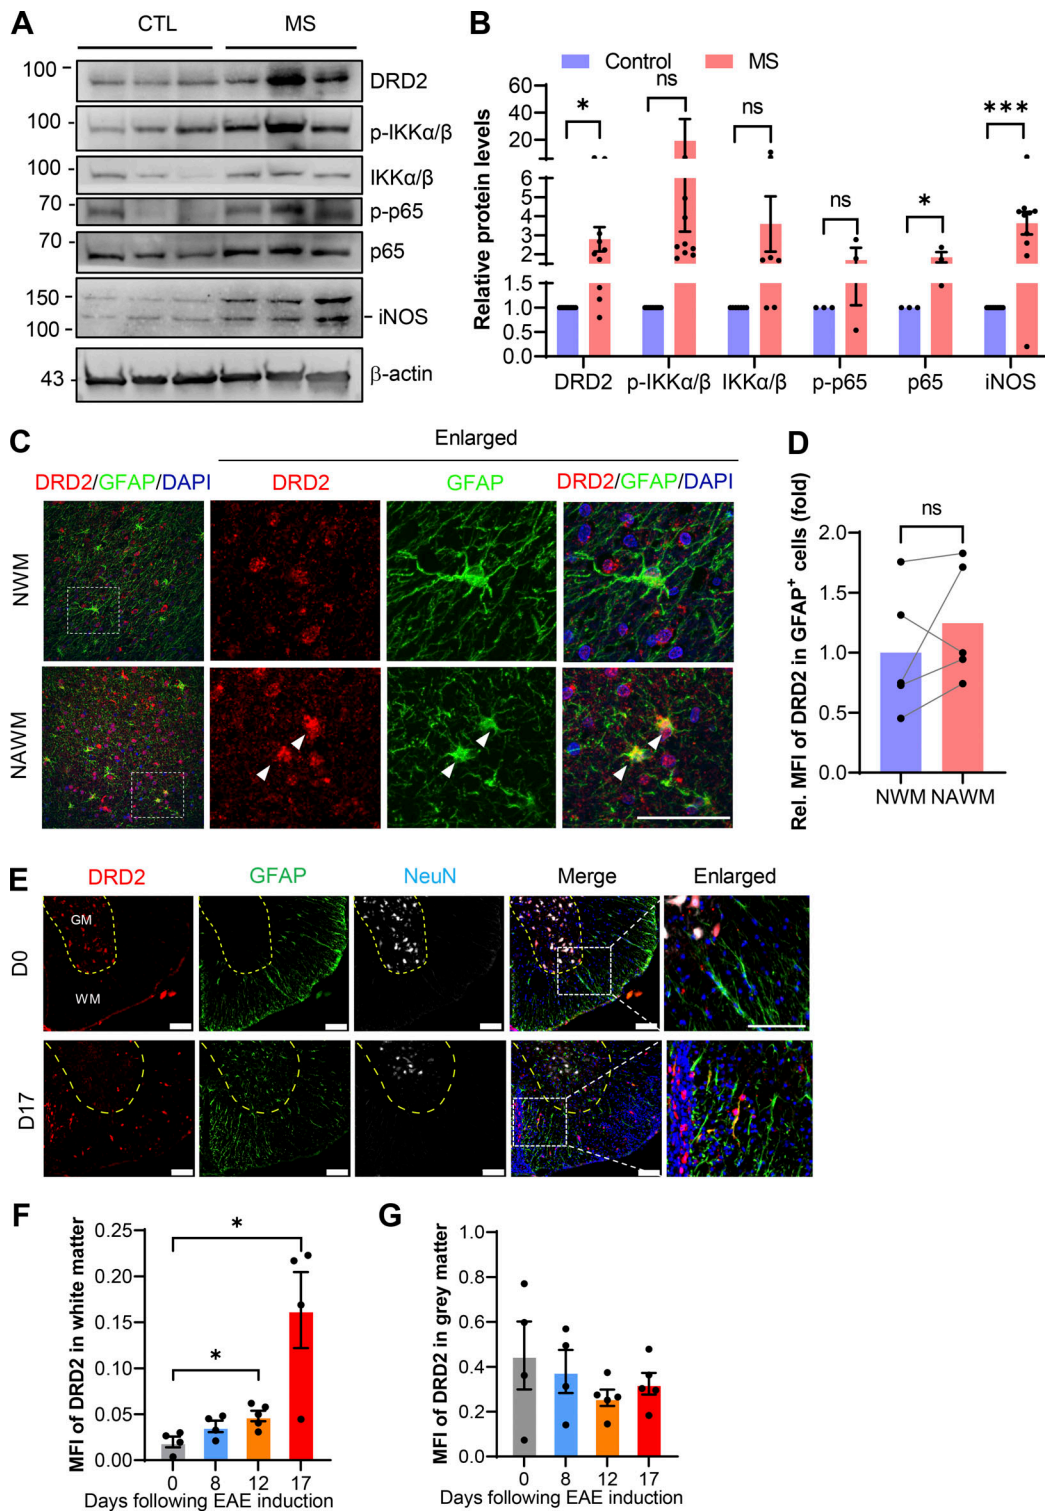 A
CTL MS
100 DRD2
100 p-IKKα/β
100 IKKα/β
70 p-p65
70 p65
150
100 iNOS
43 β-actin
B
Control MS
Relative protein levels
60
40
20
6
5
4
3
2
1.5
1.0
0.5
0.0
* ns ns ns * ***
DRD2 p-IKKα/β IKKα/β p-p65 p65 iNOS
C
Enlarged
DRD2/GFAP/DAPI DRD2 GFAP DRD2/GFAP/DAPI
NWM
NAWM
D
Rel. MFI of DRD2 in GFAP+ cells (fold)
ns
2.0
1.5
1.0
0.5
0.0
NWM NAWM
E
DRD2 GFAP NeuN Merge Enlarged
D0
GM
WM
D17
F
MFI of DRD2 in white matter
0.25
0.20
0.15
0.10
0.05
0.00
*
*
0 8 12 17
Days following EAE induction
G
MFI of DRD2 in grey matter
1.0
0.8
0.6
0.4
0.2
0.0
0 8 12 17
Days following EAE induction